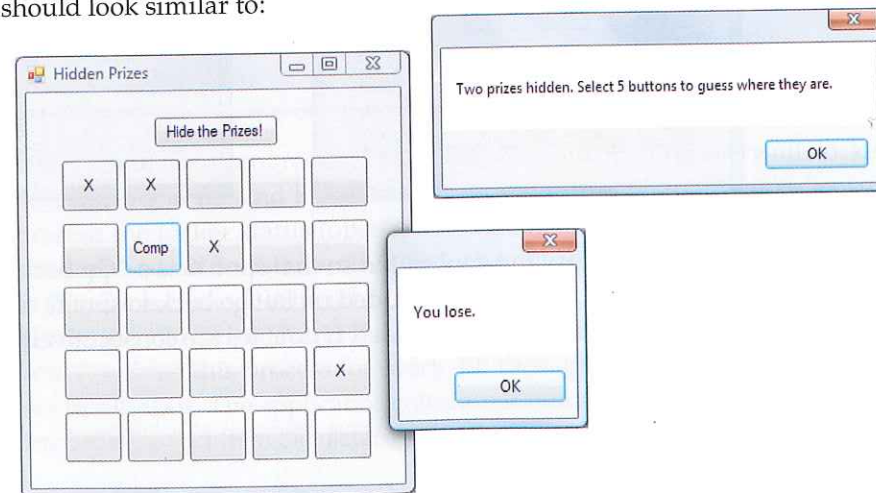 should look similar to:
Hidden Prizes
Two prizes hidden. Select 5 buttons to guess where they are.
OK
Hide the Prizes!
X X
Comp X
You lose.
X
OK